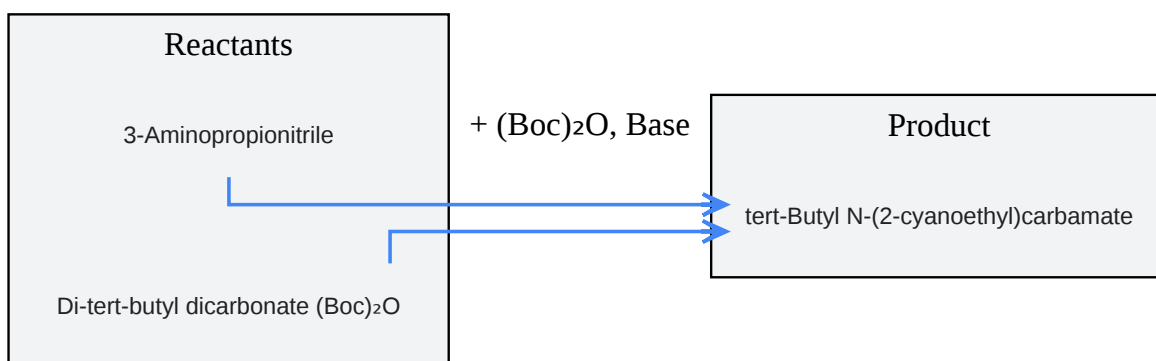 Reactants
3-Aminopropionitrile
Di-tert-butyl dicarbonate (Boc)₂O
+ (Boc)₂O, Base
Product
tert-Butyl N-(2-cyanoethyl)carbamate